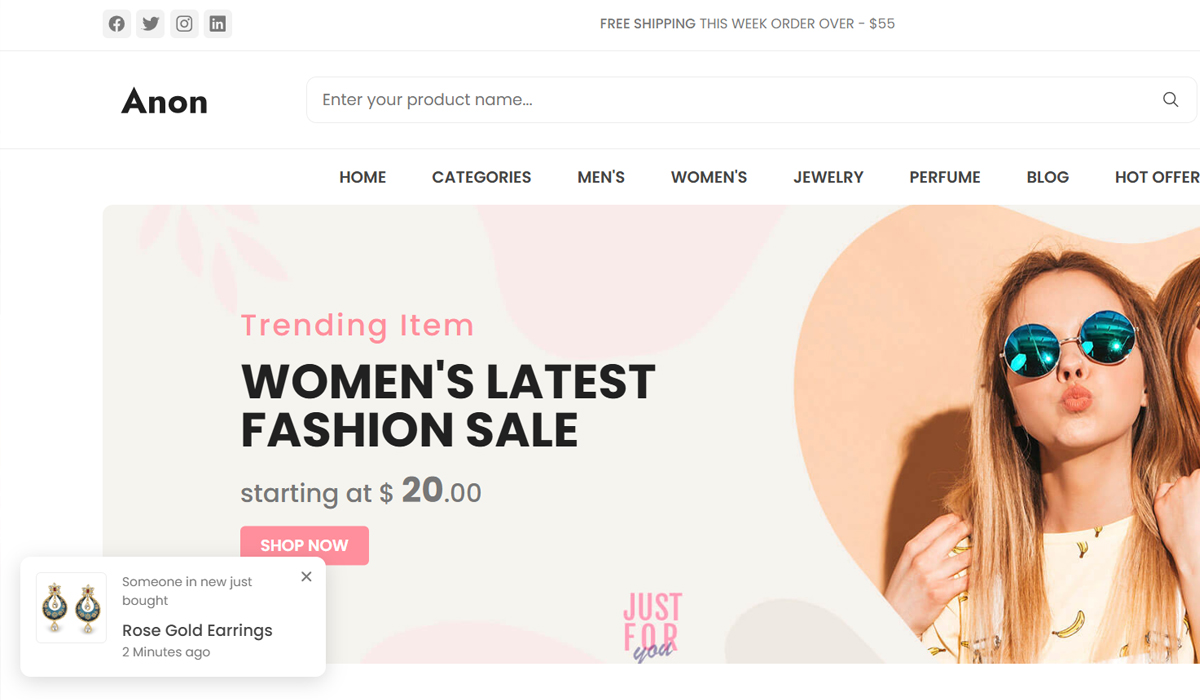 FREE SHIPPING THIS WEEK ORDER OVER - $55
Anon
Enter your product name...
HOME CATEGORIES MEN'S WOMEN'S JEWELRY PERFUME BLOG HOT OFFER
Trending Item
WOMEN'S LATEST
FASHION SALE
starting at $ 20.00
SHOP NOW
Someone in new just
bought
Rose Gold Earrings
2 Minutes ago
JUST
FOR
you